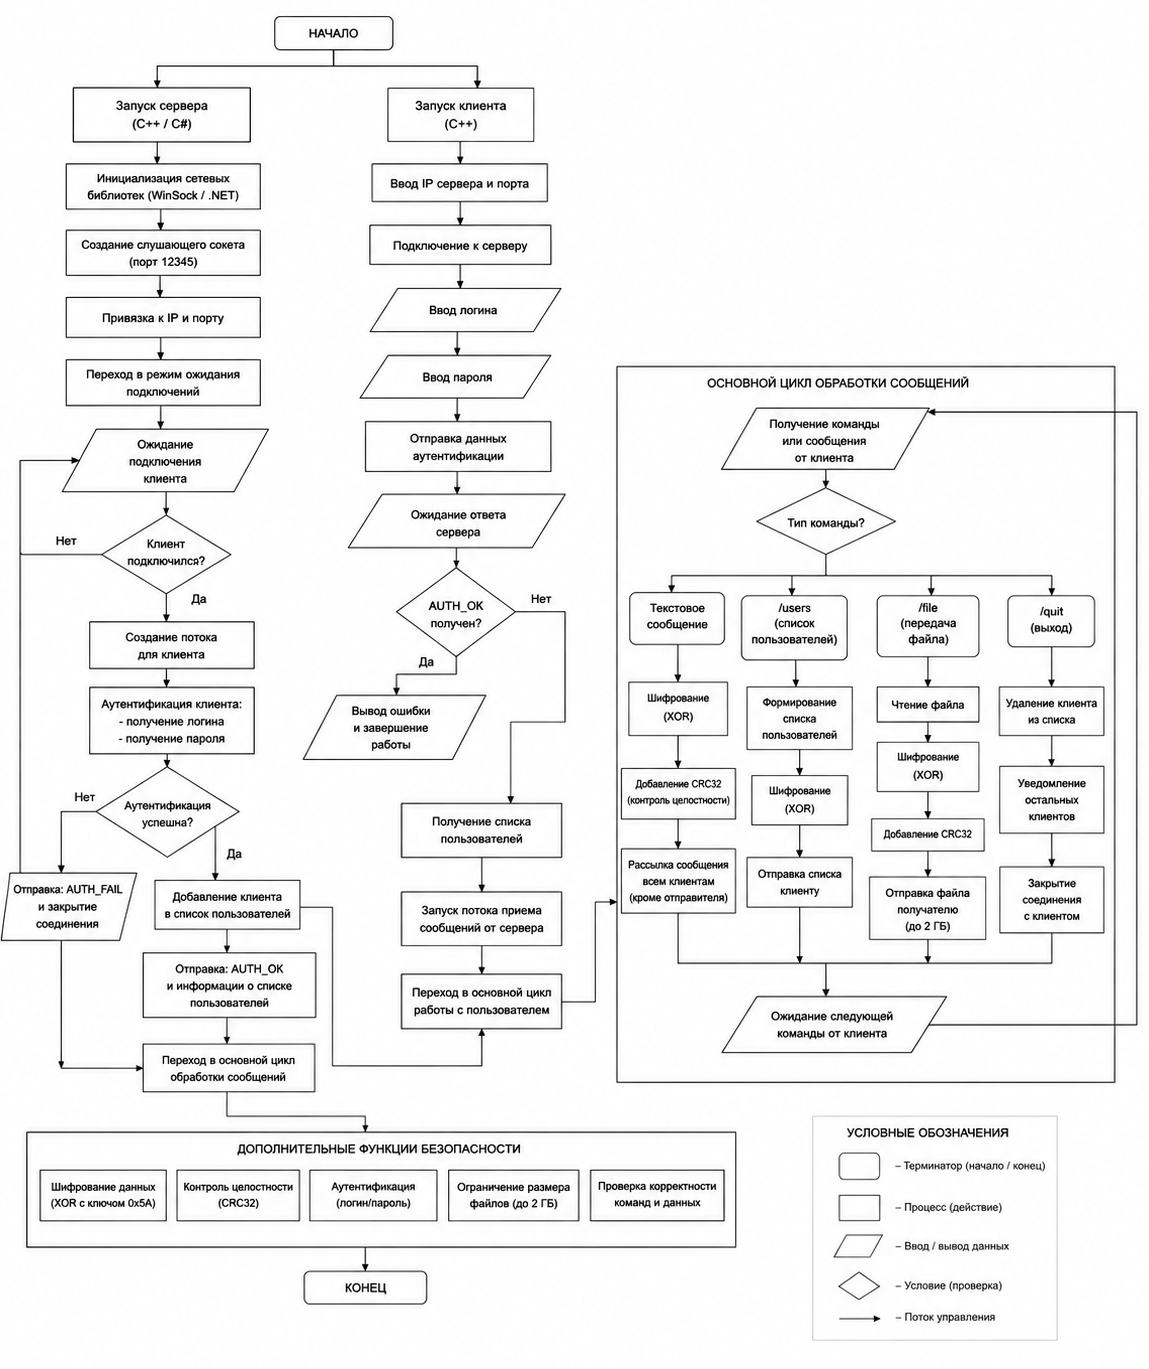 НАЧАЛО
Запуск сервера
(C++ / C#)
Инициализация сетевых
библиотек (WinSock / .NET)
Создание слушающего сокета
(порт 12345)
Привязка к IP и порту
Переход в режим ожидания
подключений
Ожидание
подключения
клиента
Клиент
подключился?
Нет
Да
Создание потока
для клиента
Аутентификация клиента:
- получение логина
- получение пароля
Аутентификация
успешна?
Нет
Да
Отправка: AUTH_FAIL
и закрытие
соединения
Добавление клиента
в список пользователей
Отправка: AUTH_OK
и информации о списке
пользователей
Переход в основной цикл
обработки сообщений
Запуск клиента
(C++)
Ввод IP сервера и порта
Подключение к серверу
Ввод логина
Ввод пароля
Отправка данных
аутентификации
Ожидание ответа
сервера
AUTH_OK
получен?
Нет
Да
Вывод ошибки
и завершение
работы
Получение списка
пользователей
Запуск потока приема
сообщений от сервера
Переход в основной цикл
работы с пользователем
ОСНОВНОЙ ЦИКЛ ОБРАБОТКИ СООБЩЕНИЙ
Получение команды
или сообщения
от клиента
Тип команды?
Текстовое
сообщение
Шифрование
(XOR)
Добавление CRC32
(контроль целостности)
Рассылка сообщения
всем клиентам
(кроме отправителя)
/users
(список
пользователей)
Формирование
списка
пользователей
Шифрование
(XOR)
Отправка списка
клиенту
/file
(передача
файла)
Чтение файла
Шифрование
(XOR)
Добавление CRC32
Отправка файла
получателю
(до 2 ГБ)
/quit
(выход)
Удаление клиента
из списка
Уведомление
остальных
клиентов
Закрытие
соединения
с клиентом
Ожидание следующей
команды от клиента
ДОПОЛНИТЕЛЬНЫЕ ФУНКЦИИ БЕЗОПАСНОСТИ
Шифрование данных
(XOR с ключом 0x5A)
Контроль целостности
(CRC32)
Аутентификация
(логин/пароль)
Ограничение размера
файлов (до 2 ГБ)
Проверка корректности
команд и данных
КОНЕЦ
УСЛОВНЫЕ ОБОЗНАЧЕНИЯ
– Терминатор (начало / конец)
– Процесс (действие)
– Ввод / вывод данных
– Условие (проверка)
– Поток управления